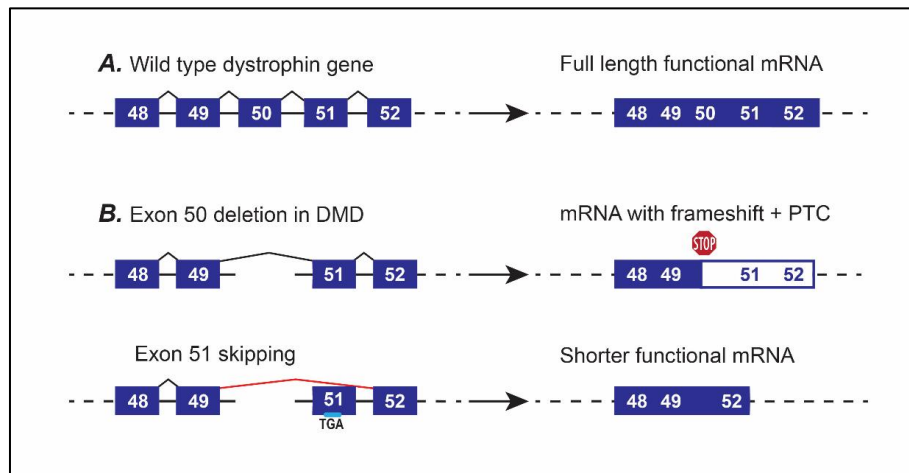 A. Wild type dystrophin gene
Full length functional mRNA
48 49 50 51 52
48 49 50 51 52
B. Exon 50 deletion in DMD
mRNA with frameshift + PTC
STOP
48 49 51 52
48 49 51 52
Exon 51 skipping
Shorter functional mRNA
48 49 51 52
48 49 52
TGA